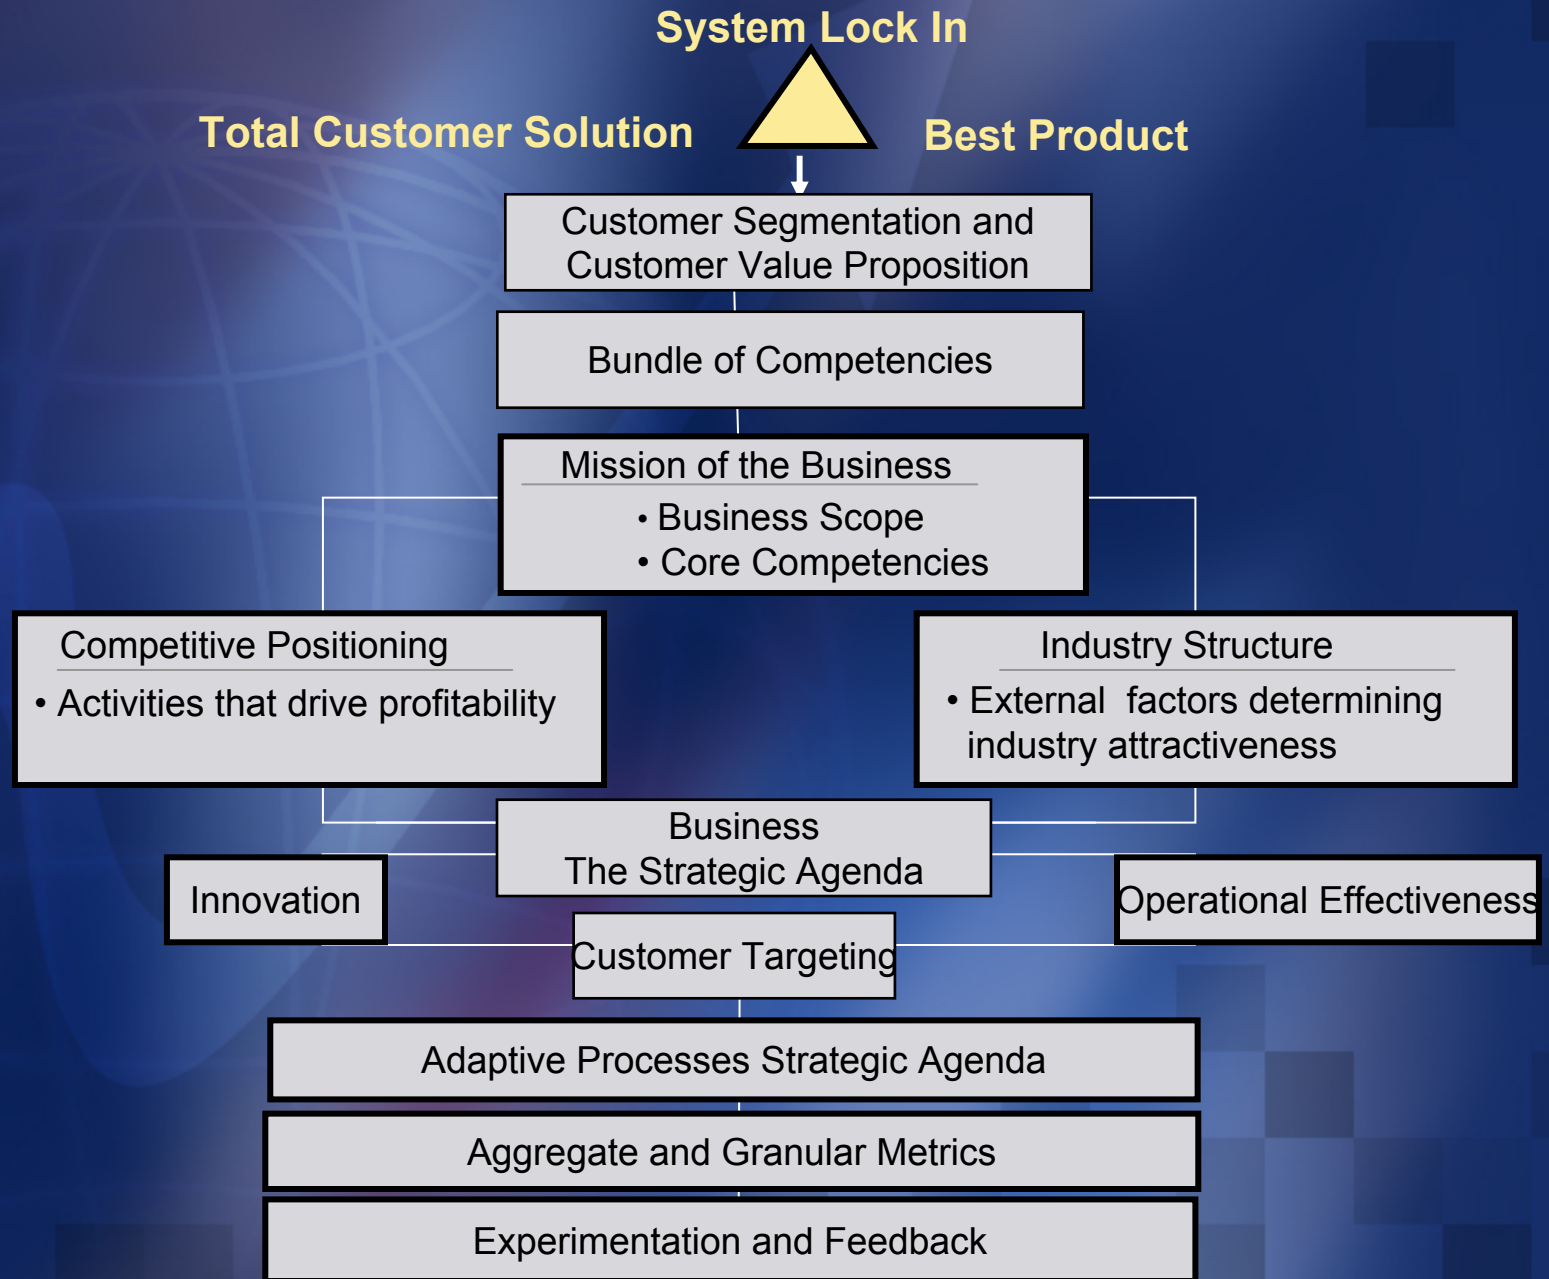 System Lock In
Total Customer Solution
Best Product
Customer Segmentation and
Customer Value Proposition
Bundle of Competencies
Mission of the Business
• Business Scope
• Core Competencies
Competitive Positioning
• Activities that drive profitability
Industry Structure
• External factors determining
industry attractiveness
Business
The Strategic Agenda
Innovation
Operational Effectiveness
Customer Targeting
Adaptive Processes Strategic Agenda
Aggregate and Granular Metrics
Experimentation and Feedback